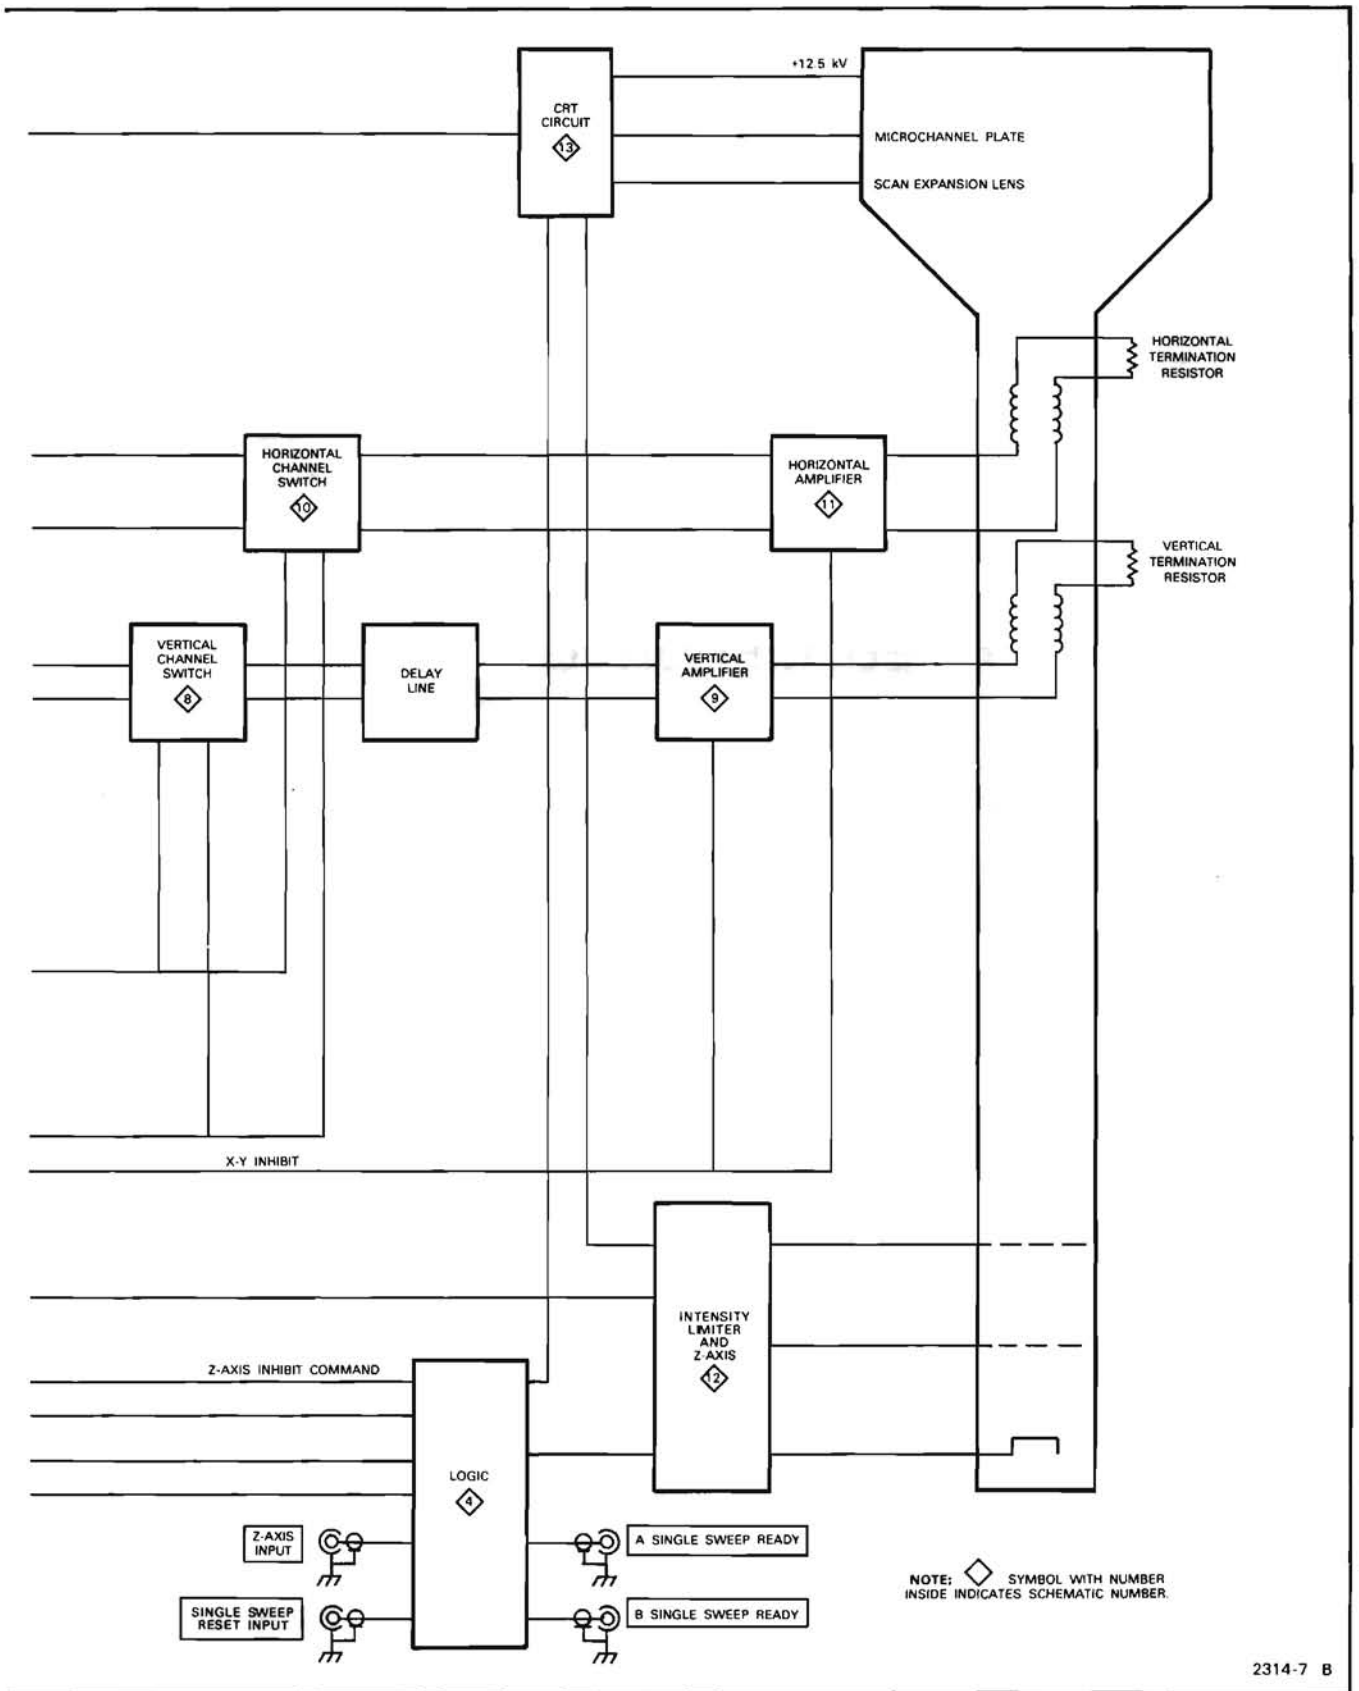 +12.5 kV
CRT
CIRCUIT
13
MICROCHANNEL PLATE
SCAN EXPANSION LENS
HORIZONTAL
TERMINATION
RESISTOR
HORIZONTAL
CHANNEL
SWITCH
10
HORIZONTAL
AMPLIFIER
11
VERTICAL
TERMINATION
RESISTOR
VERTICAL
CHANNEL
SWITCH
8
DELAY
LINE
VERTICAL
AMPLIFIER
9
X-Y INHIBIT
INTENSITY
LIMITER
AND
Z-AXIS
12
Z-AXIS INHIBIT COMMAND
LOGIC
4
Z-AXIS
INPUT
A SINGLE SWEEP READY
SINGLE SWEEP
RESET INPUT
B SINGLE SWEEP READY
NOTE: SYMBOL WITH NUMBER
INSIDE INDICATES SCHEMATIC NUMBER.
2314-7 B